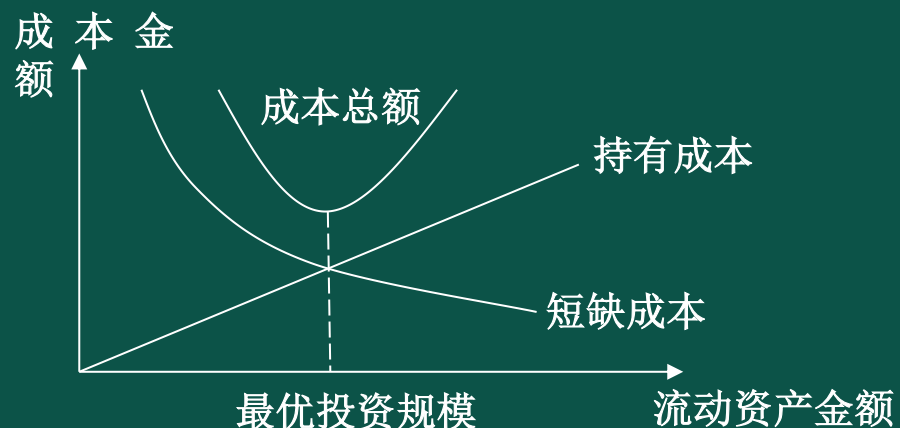 成 本 金
额
成本总额
持有成本
短缺成本
最优投资规模
流动资产金额